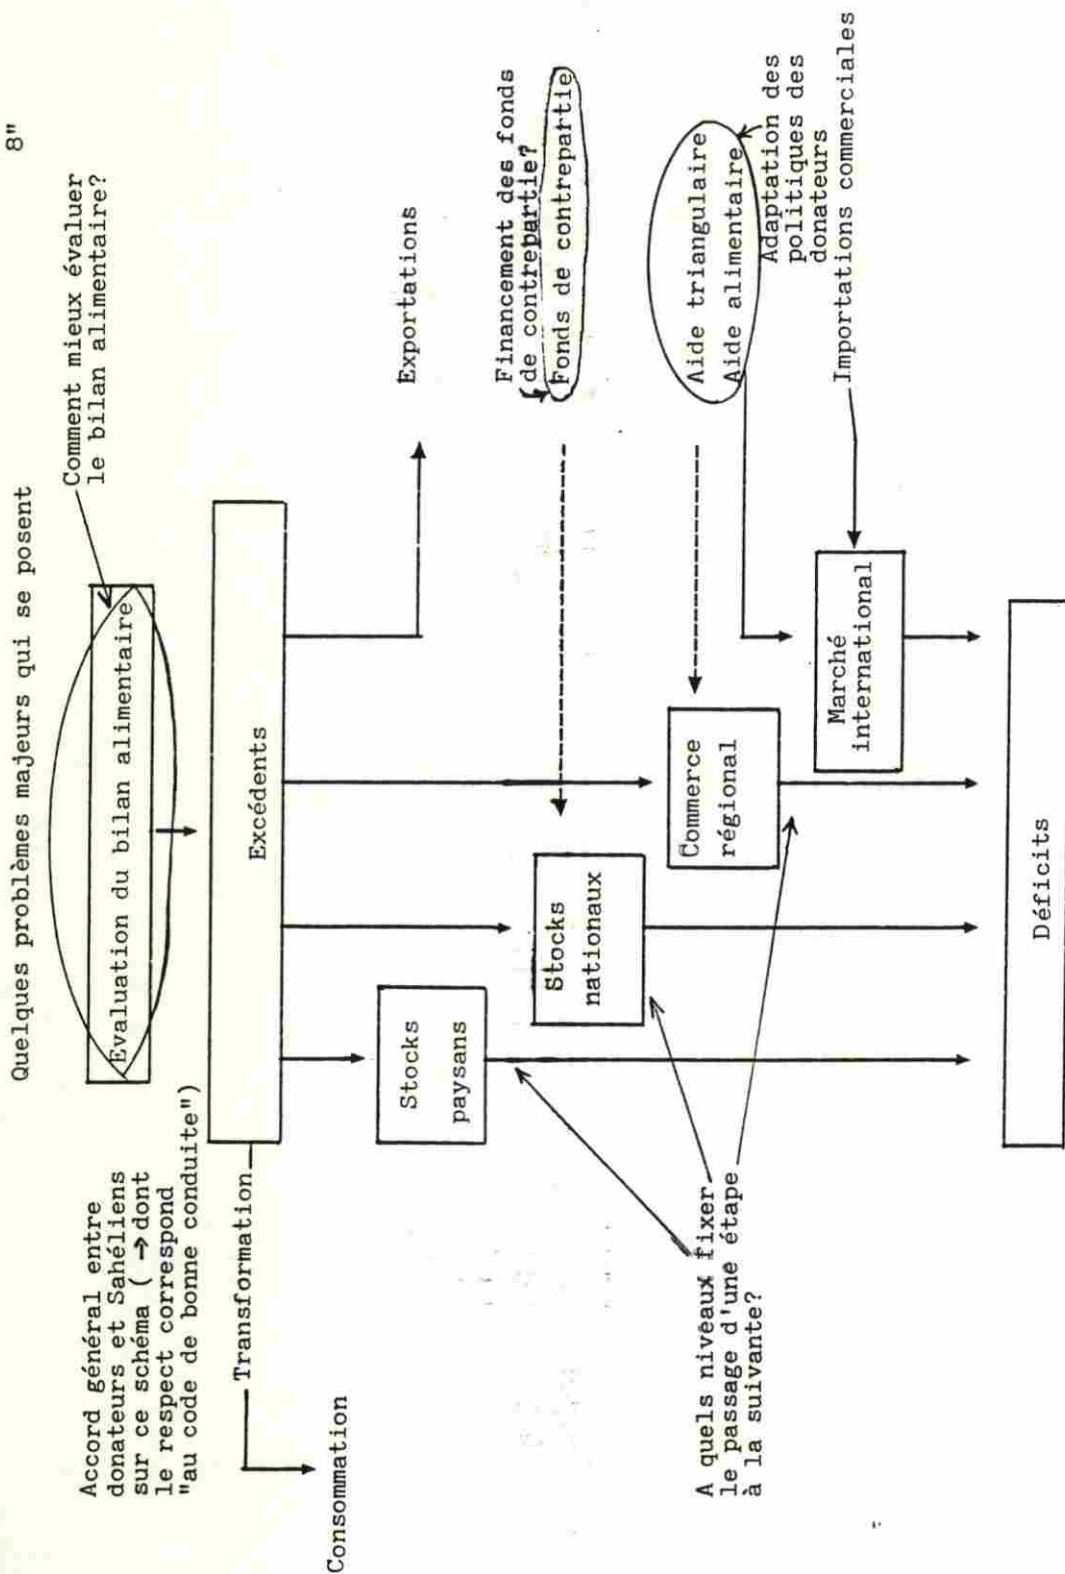 8"
Quelques problèmes majeurs qui se posent
Comment mieux évaluer
le bilan alimentaire?
Evaluation du bilan alimentaire
Accord général entre
donateurs et Sahéliens
sur ce schéma ( → dont
le respect correspond
"au code de bonne conduite")
Excédents
Transformation
Consommation
Exportations
Stocks
paysans
Stocks
nationaux
Financement des fonds
de contrepartie?
Fonds de contrepartie
Commerce
régional
Aide triangulaire
Aide alimentaire
Adaptation des
politiques des
donateurs
Marché
international
Importations commerciales
A quels niveaux fixer
le passage d'une étape
à la suivante?
Déficits